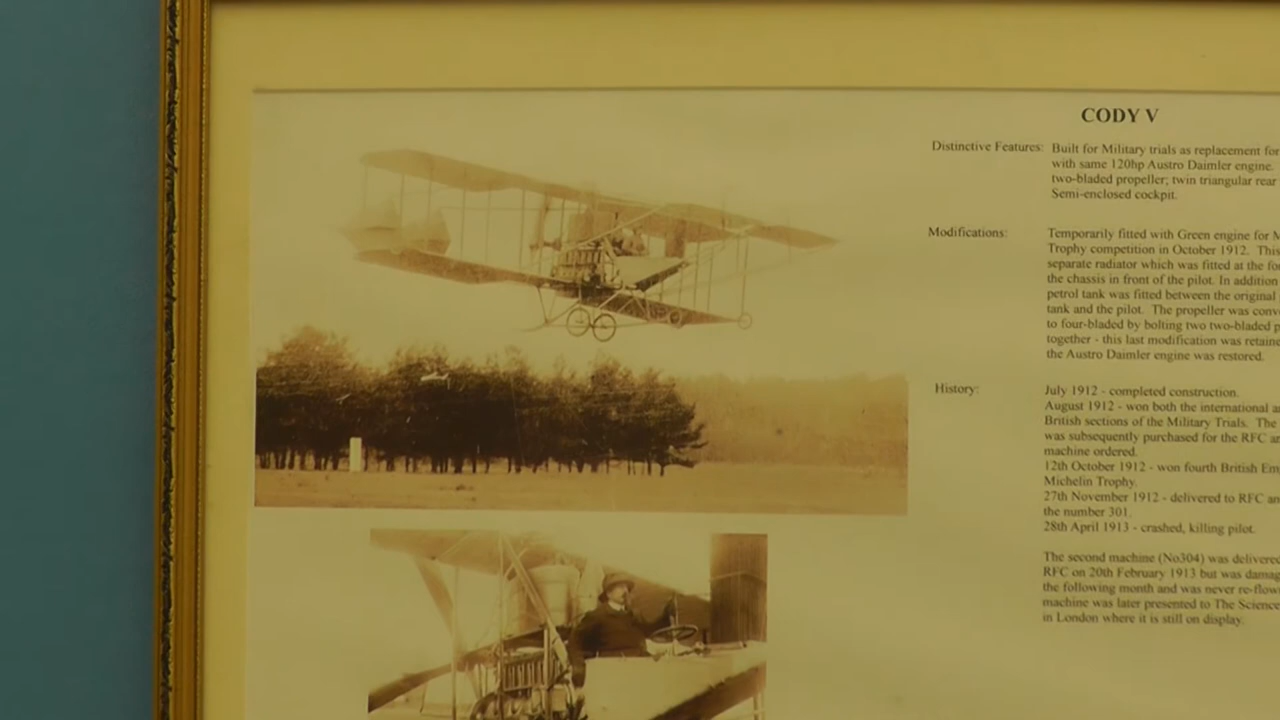 CODY V
Distinctive Features: Built for Military trials as replacement for
with same 120hp Austro Daimler engine.
two-bladed propeller; twin triangular rear
Semi-enclosed cockpit.
Modifications: Temporarily fitted with Green engine for M
Trophy competition in October 1912. This
separate radiator which was fitted at the fo
the chassis in front of the pilot. In addition
petrol tank was fitted between the original
tank and the pilot. The propeller was conve
to four-bladed by bolting two two-bladed p
together - this last modification was retaine
the Austro Daimler engine was restored.
History: July 1912 - completed construction.
August 1912 - won both the international a
British sections of the Military Trials. The
was subsequently purchased for the RFC an
machine ordered.
12th October 1912 - won fourth British Em
Michelin Trophy.
27th November 1912 - delivered to RFC an
the number 301.
28th April 1913 - crashed, killing pilot.
The second machine (No304) was delivered
RFC on 20th February 1913 but was damag
the following month and was never re-flow
machine was later presented to The Science
in London where it is still on display.